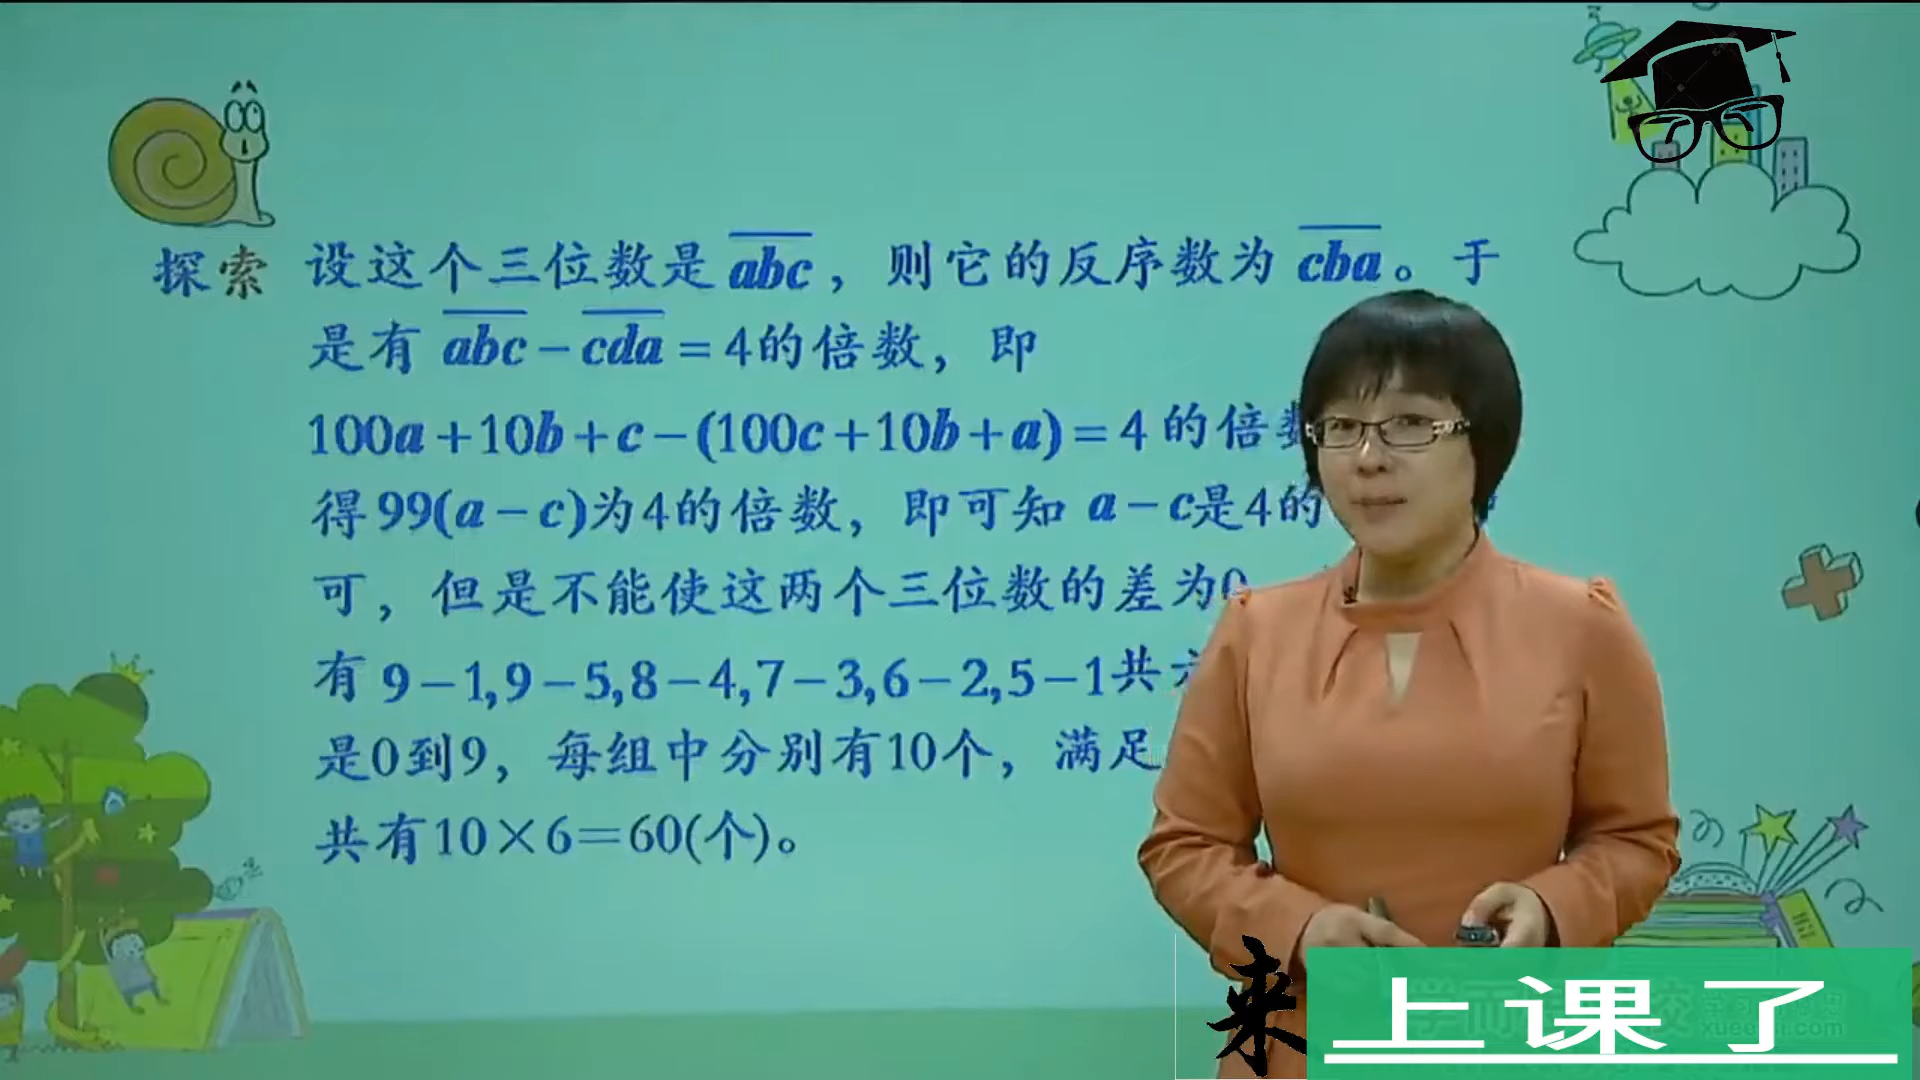 探索 设这个三位数是abc，则它的反序数为cba。于
是有abc－cda＝4的倍数，即
100a＋10b＋c－(100c＋10b＋a)＝4的倍
得99(a－c)为4的倍数，即可知 a－c是4的
可，但是不能使这两个三位数的差为0
有9－1,9－5,8－4,7－3,6－2,5－1共
是0到9，每组中分别有10个，满足
共有10×6＝60(个)。
来
上课了